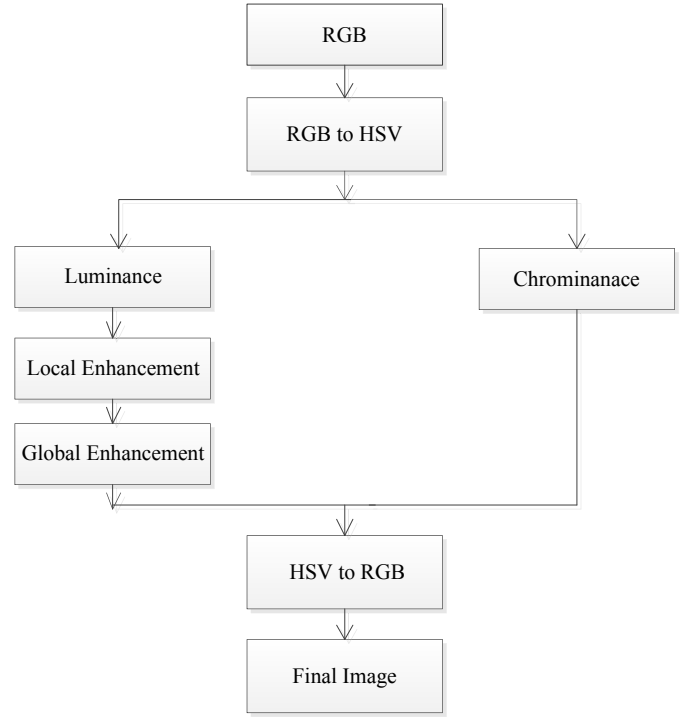 RGB
RGB to HSV
Luminance
Chrominanace
Local Enhancement
Global Enhancement
HSV to RGB
Final Image